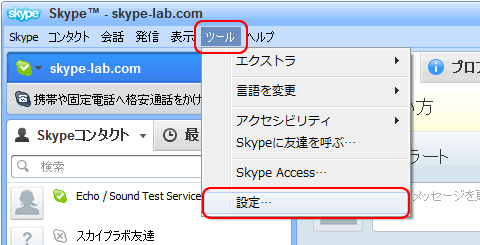 skype Skype™ - skype-lab.com
Skype コンタクト 会話 発信 表示 ツール ヘルプ
skype-lab.com
携帯や固定電話へ格安通話をかけ
Skypeコンタクト
検索
Echo / Sound Test Service
スカイプラボ友達
エクストラ
言語を変更
アクセシビリティ
Skypeに友達を呼ぶ…
Skype Access…
設定…
プロフ
い方
ラート
メッセージを